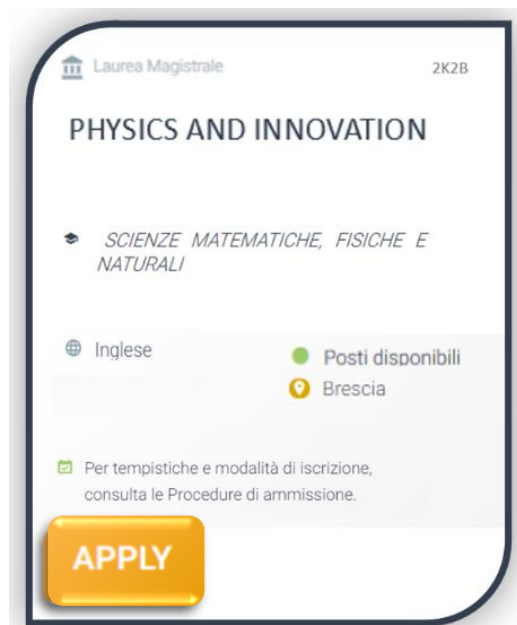 Laurea Magistrale
2K2B
PHYSICS AND INNOVATION
SCIENZE MATEMATICHE, FISICHE E
NATURALI
Inglese
Posti disponibili
Brescia
Per tempistiche e modalità di iscrizione,
consulta le Procedure di ammissione.
APPLY